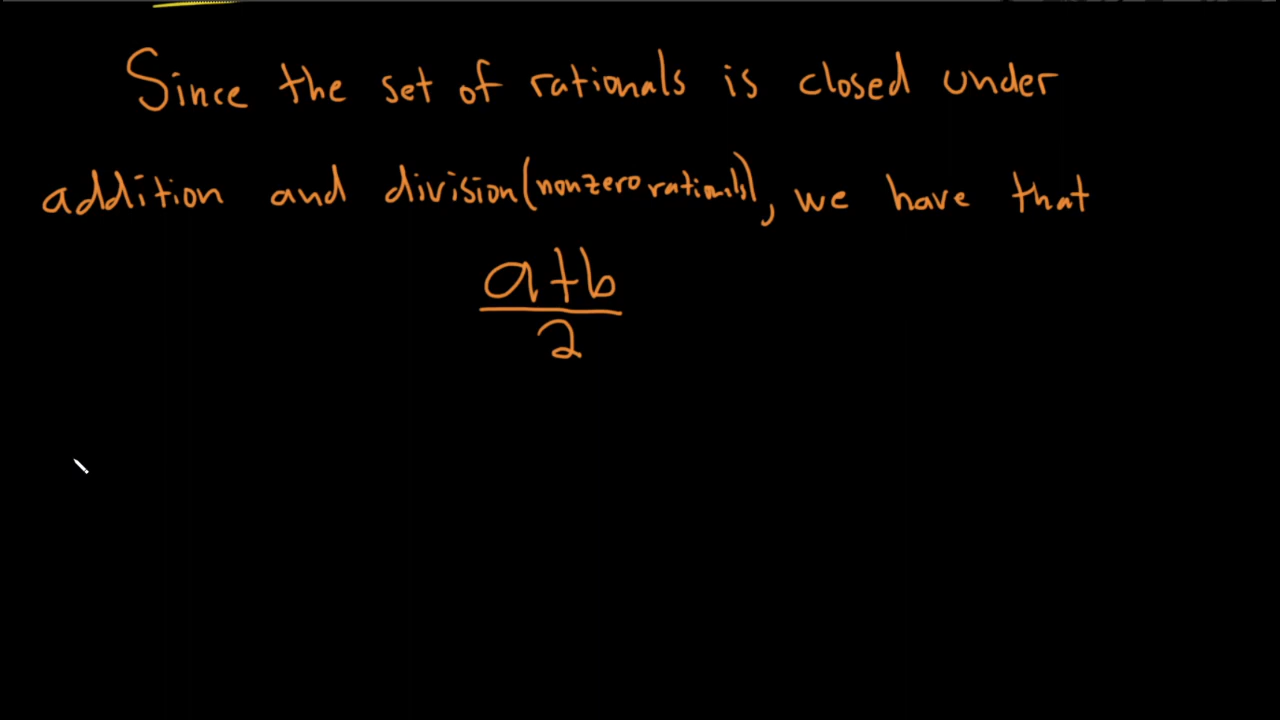 Since the set of rationals is closed under
addition and division(nonzero rationals), we have that
a+b
2